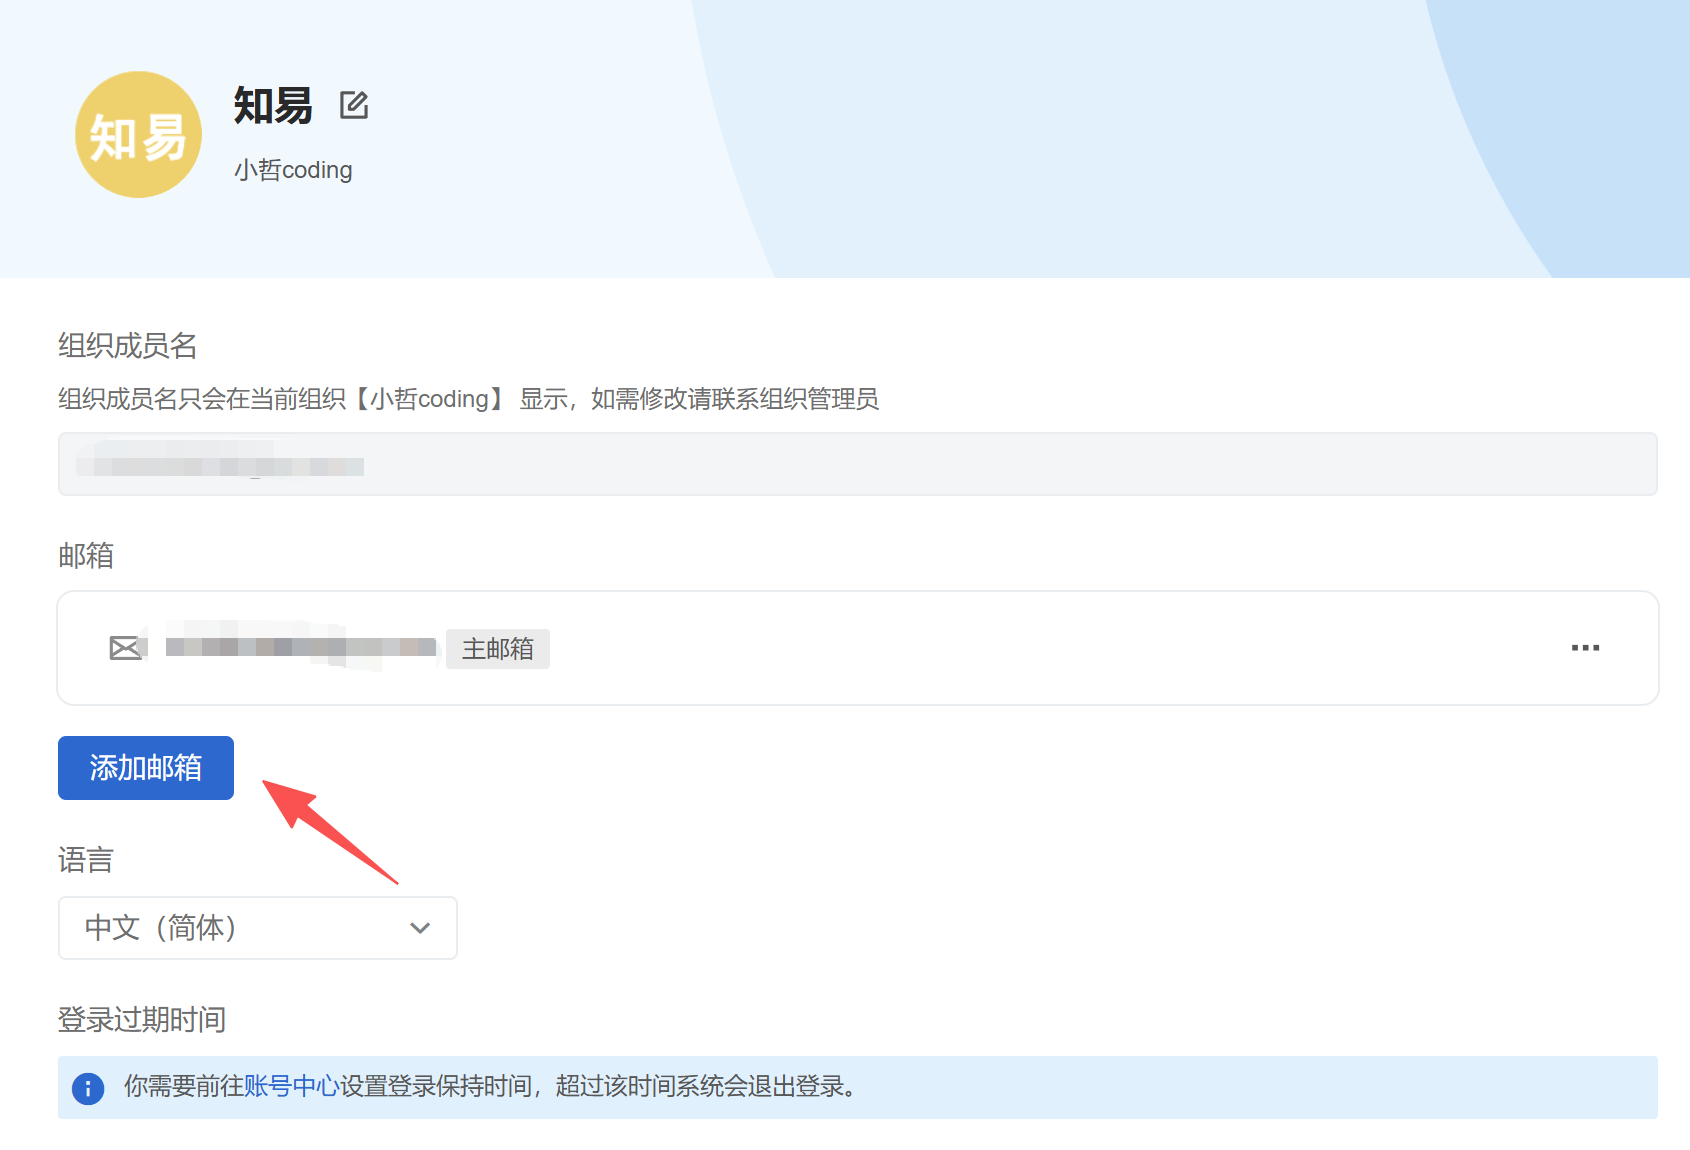 知易
知易
小哲coding
组织成员名
组织成员名只会在当前组织【小哲coding】 显示，如需修改请联系组织管理员
邮箱
主邮箱
添加邮箱
语言
中文（简体）
登录过期时间
你需要前往账号中心设置登录保持时间，超过该时间系统会退出登录。